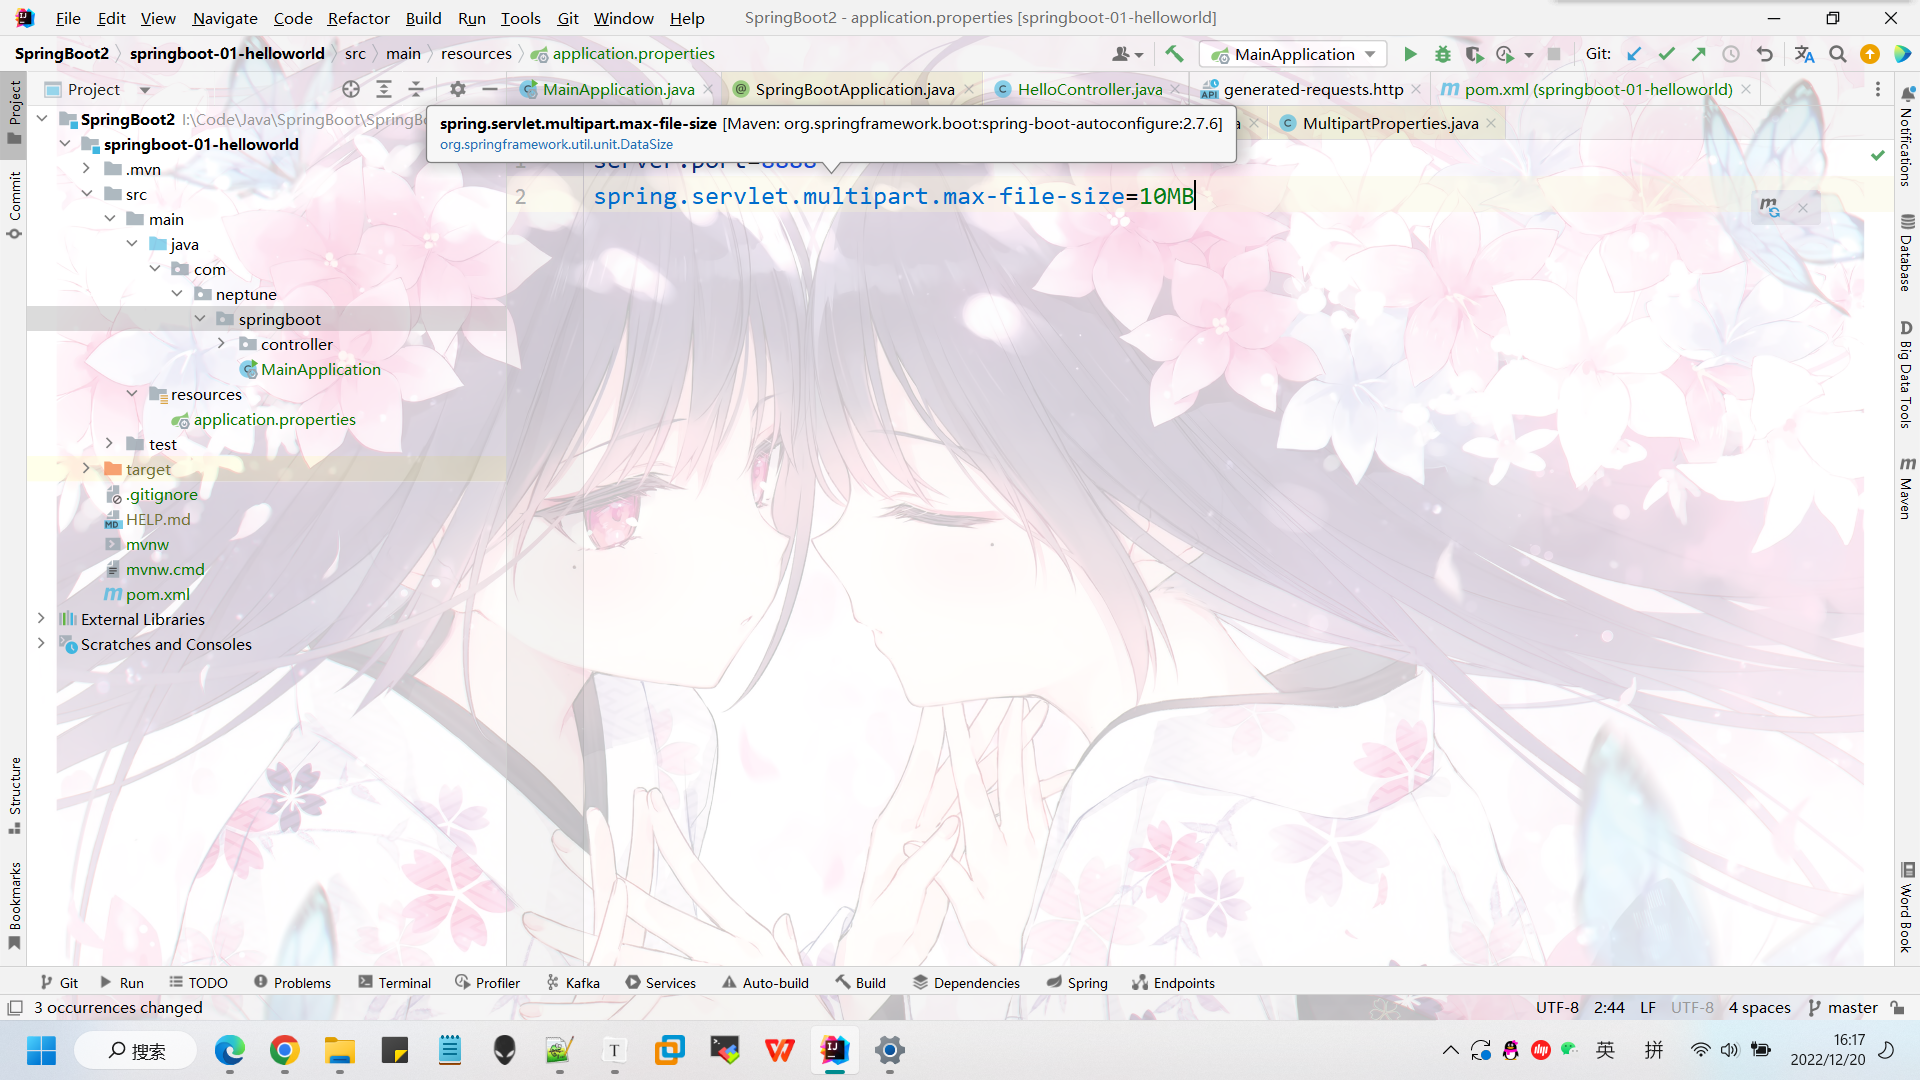 File Edit View Navigate Code Refactor Build Run Tools Git Window Help SpringBoot2 - application.properties [springboot-01-helloworld]
SpringBoot2 springboot-01-helloworld src main resources application.properties MainApplication Git:
Project MainApplication.java SpringBootApplication.java HelloController.java generated-requests.http pom.xml (springboot-01-helloworld)
MultipartProperties.java
spring.servlet.multipart.max-file-size [Maven: org.springframework.boot:spring-boot-autoconfigure:2.7.6]
org.springframework.util.unit.DataSize
2 spring.servlet.multipart.max-file-size=10MB
SpringBoot2 I:\Code\Java\SpringBoot\SpringBo
springboot-01-helloworld
.mvn
src
main
java
com
neptune
springboot
controller
MainApplication
resources
application.properties
test
target
.gitignore
HELP.md
mvnw
mvnw.cmd
pom.xml
External Libraries
Scratches and Consoles
Project
Commit
Structure
Bookmarks
Notifications
Database
Big Data Tools
Maven
Word Book
Git Run TODO Problems Terminal Profiler Kafka Services Auto-build Build Dependencies Spring Endpoints
3 occurrences changed UTF-8 2:44 LF UTF-8 4 spaces master
搜索 英 拼 16:17
2022/12/20